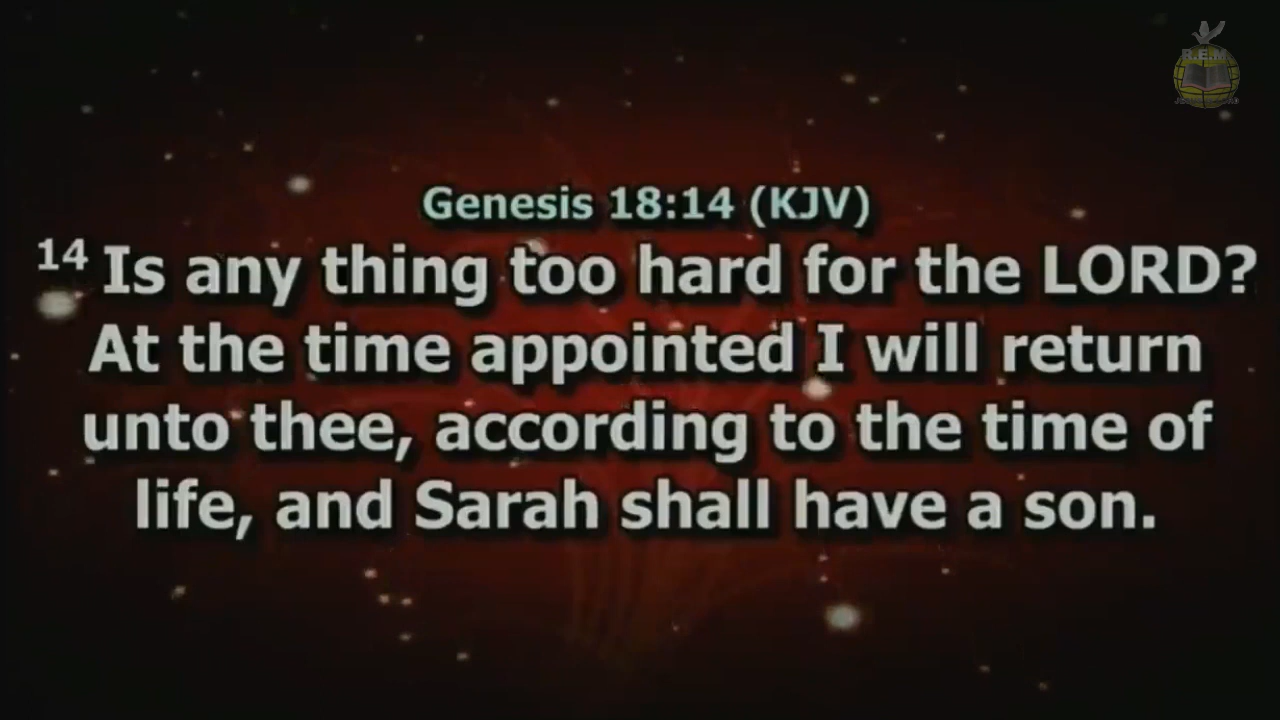 R.E.M
Genesis 18:14 (KJV)
14 Is any thing too hard for the LORD?
At the time appointed I will return
unto thee, according to the time of
life, and Sarah shall have a son.